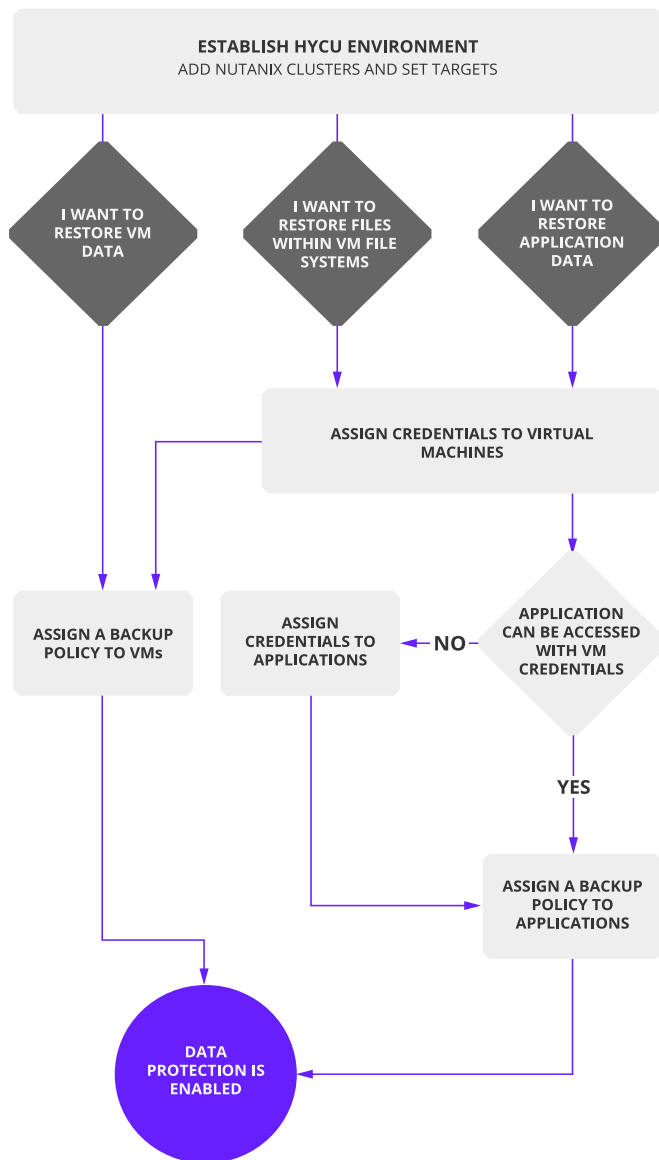 ESTABLISH HYCU ENVIRONMENT
ADD NUTANIX CLUSTERS AND SET TARGETS
I WANT TO
RESTORE VM
DATA
I WANT TO
RESTORE FILES
WITHIN VM FILE
SYSTEMS
I WANT TO
RESTORE
APPLICATION
DATA
ASSIGN CREDENTIALS TO VIRTUAL
MACHINES
ASSIGN A BACKUP
POLICY TO VMs
ASSIGN
CREDENTIALS TO
APPLICATIONS
NO
APPLICATION
CAN BE ACCESSED
WITH VM
CREDENTIALS
YES
ASSIGN A BACKUP
POLICY TO
APPLICATIONS
DATA
PROTECTION IS
ENABLED